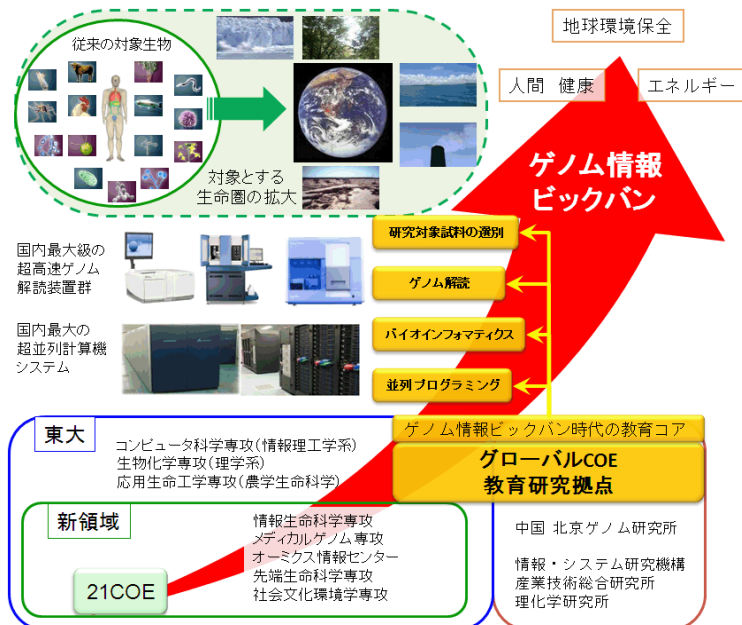 地球環境保全
従来の対象生物
人間 健康
エネルギー
ゲノム情報
ビックバン
対象とする
生命圏の拡大
研究対象試料の選別
国内最大級の
超高速ゲノム
解読装置群
ゲノム解読
国内最大の
超並列計算機
システム
バイオインフォマティクス
並列プログラミング
東大
ゲノム情報ビックバン時代の教育コア
コンピュータ科学専攻(情報理工学系)
生物化学専攻(理学系)
応用生命工学専攻(農学生命科学)
グローバルCOE
教育研究拠点
新領域
情報生命科学専攻
メディカルゲノム専攻
オーミクス情報センター
先端生命科学専攻
社会文化環境学専攻
21COE
中国 北京ゲノム研究所
情報・システム研究機構
産業技術総合研究所
理化学研究所